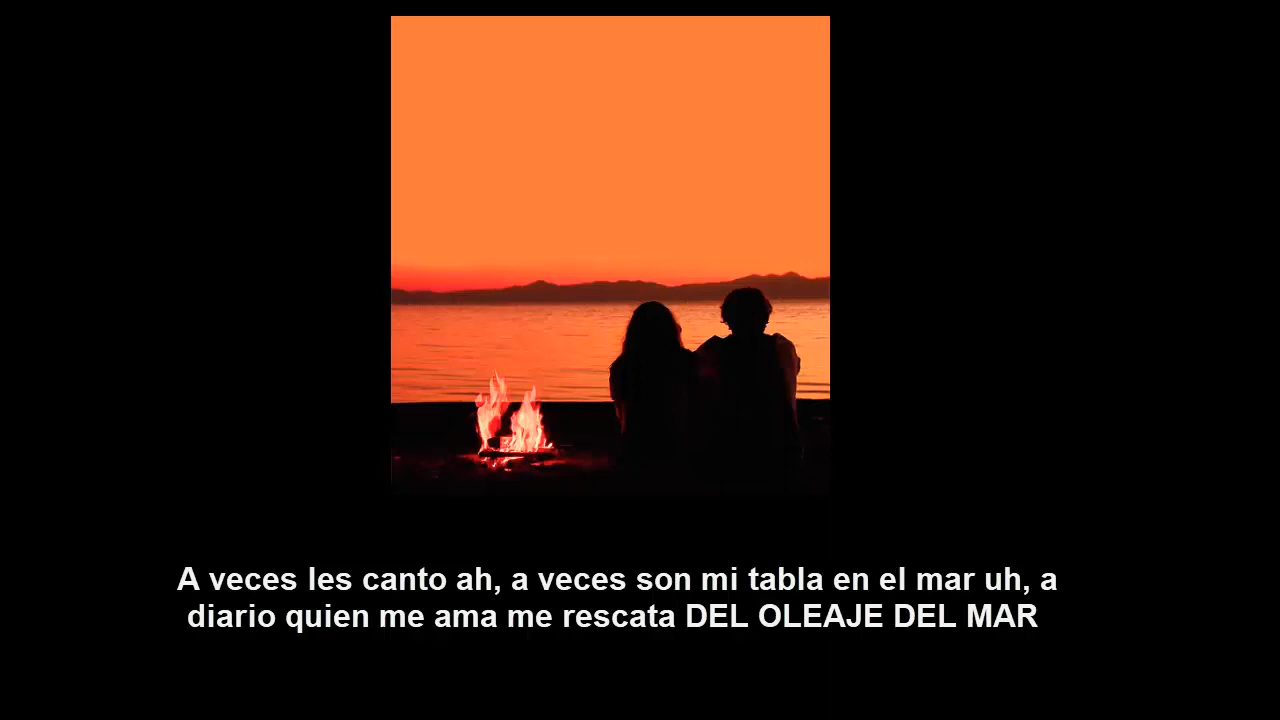 A veces les canto ah, a veces son mi tabla en el mar uh, a
diario quien me ama me rescata DEL OLEAJE DEL MAR